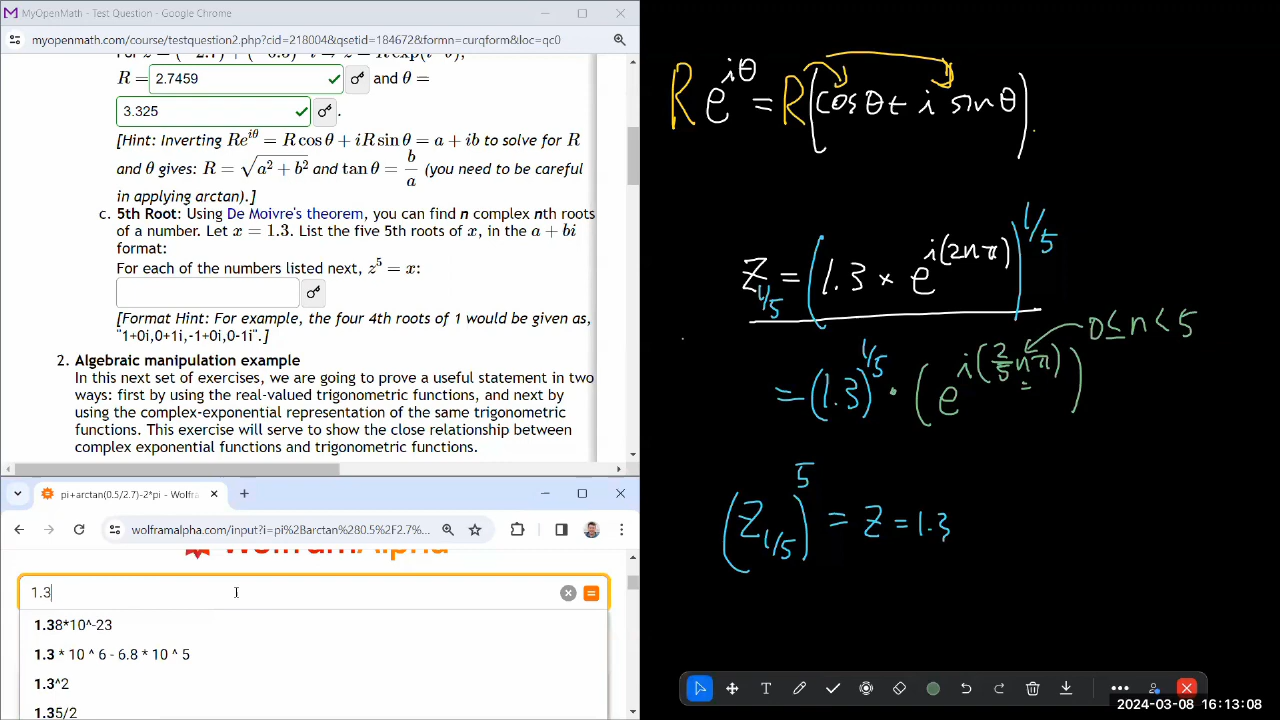 MyOpenMath - Test Question - Google Chrome
myopenmath.com/course/testquestion2.php?cid=218004&qsetid=184672&formn=curqform&loc=qc0
R = 2.7459 and θ =
3.325 .
[Hint: Inverting Re^{iθ} = R cos θ + iR sin θ = a + ib to solve for R
and θ gives: R = √(a² + b²) and tan θ = b/a (you need to be careful
in applying arctan).]
c. 5th Root: Using De Moivre's theorem, you can find n complex nth roots
of a number. Let x = 1.3. List the five 5th roots of x, in the a + bi
format:
For each of the numbers listed next, z⁵ = x:
[Format Hint: For example, the four 4th roots of 1 would be given as,
"1+0i,0+1i,-1+0i,0-1i".]
2. Algebraic manipulation example
In this next set of exercises, we are going to prove a useful statement in two
ways: first by using the real-valued trigonometric functions, and next by
using the complex-exponential representation of the same trigonometric
functions. This exercise will serve to show the close relationship between
complex exponential functions and trigonometric functions.
pi+arctan(0.5/2.7)-2*pi - Wolfr
lframalpha.com/input?i=pi%2Barctan%280.5%2F2.7%...
WolframAlpha
1.3
1.38*10^-23
1.3 * 10 ^ 6 - 6.8 * 10 ^ 5
1.3^2
1.35/2
R e^{iθ} = R(cos θ + i sin θ)
Z_{1/5} = (1.3 × e^{i(2nπ)})^{1/5}
0 ≤ n < 5
= (1.3)^{1/5} · (e^{i(2/5 nπ)})
(Z_{1/5})^5 = Z = 1.3
2024-03-08 16:13:08